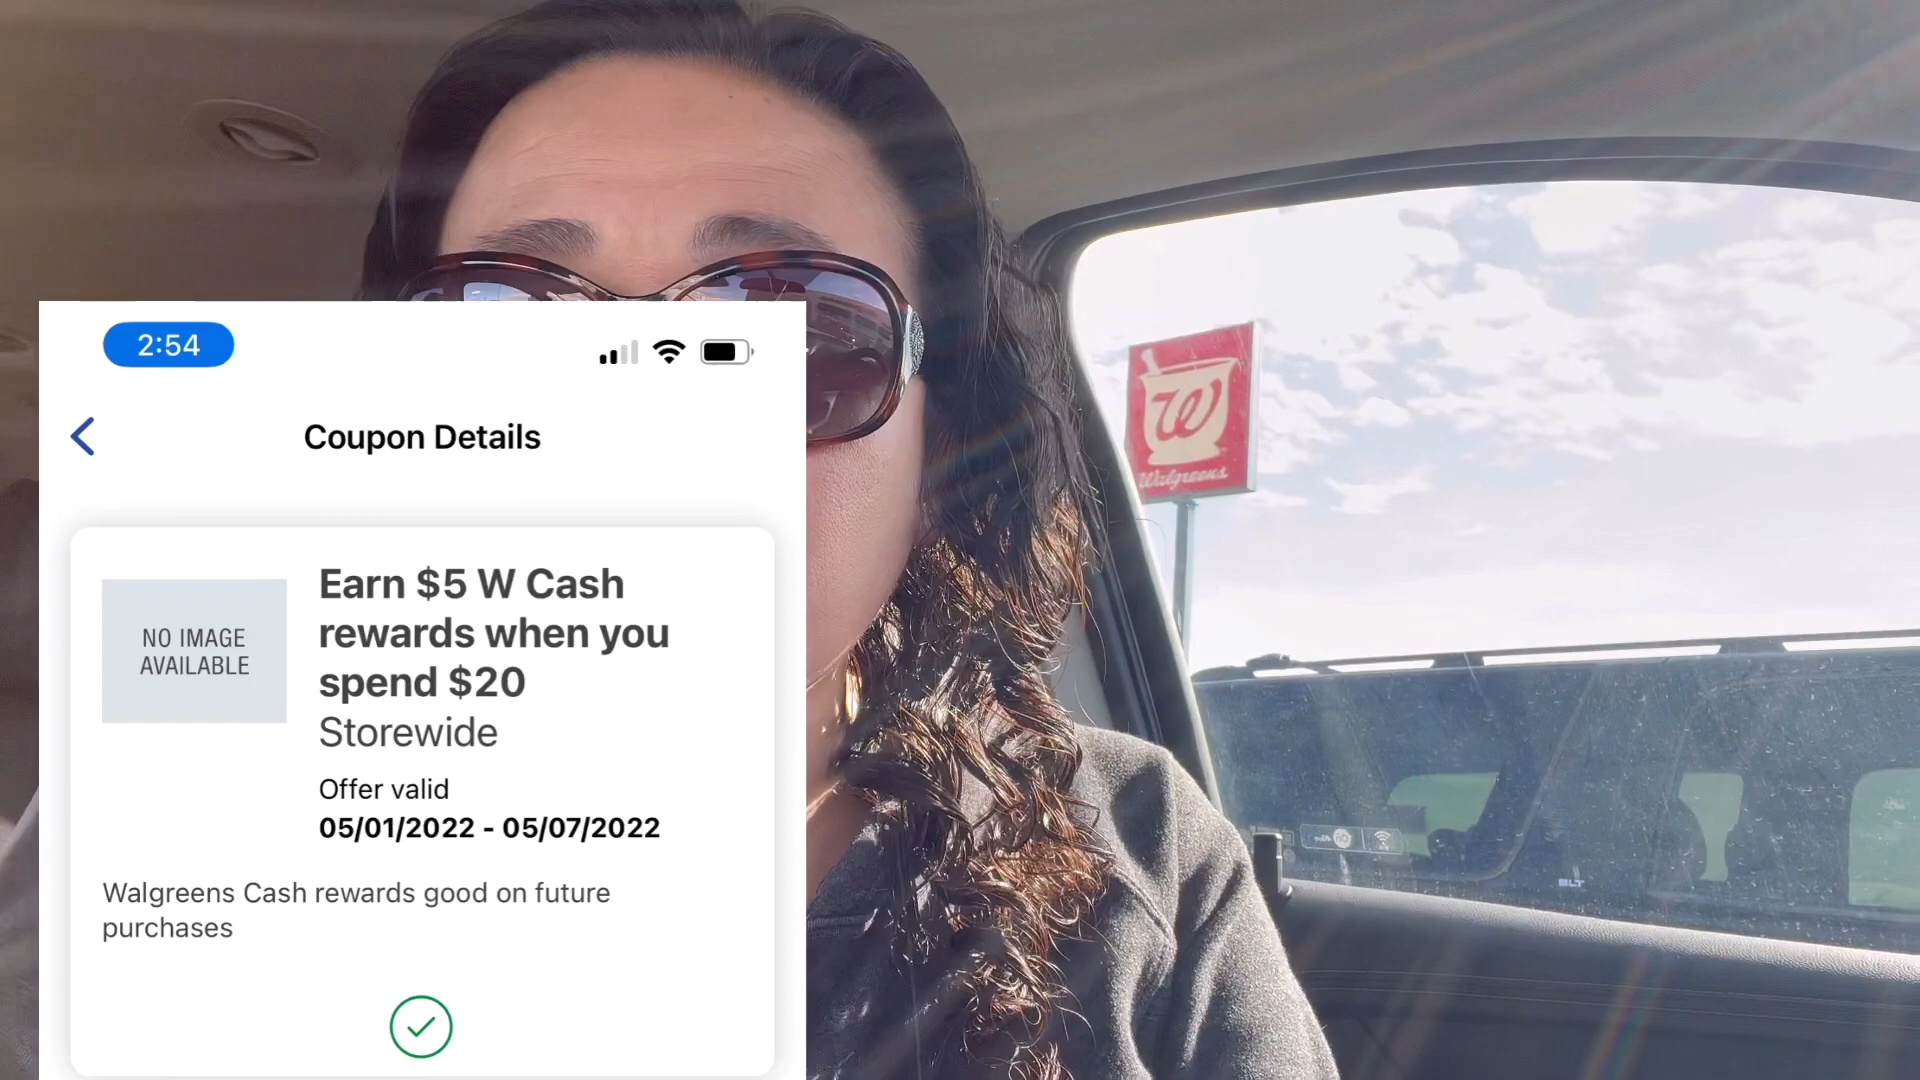 2:54
Coupon Details
NO IMAGE
AVAILABLE
Earn $5 W Cash
rewards when you
spend $20
Storewide
Offer valid
05/01/2022 - 05/07/2022
Walgreens Cash rewards good on future
purchases
W
Walgreens
SLT